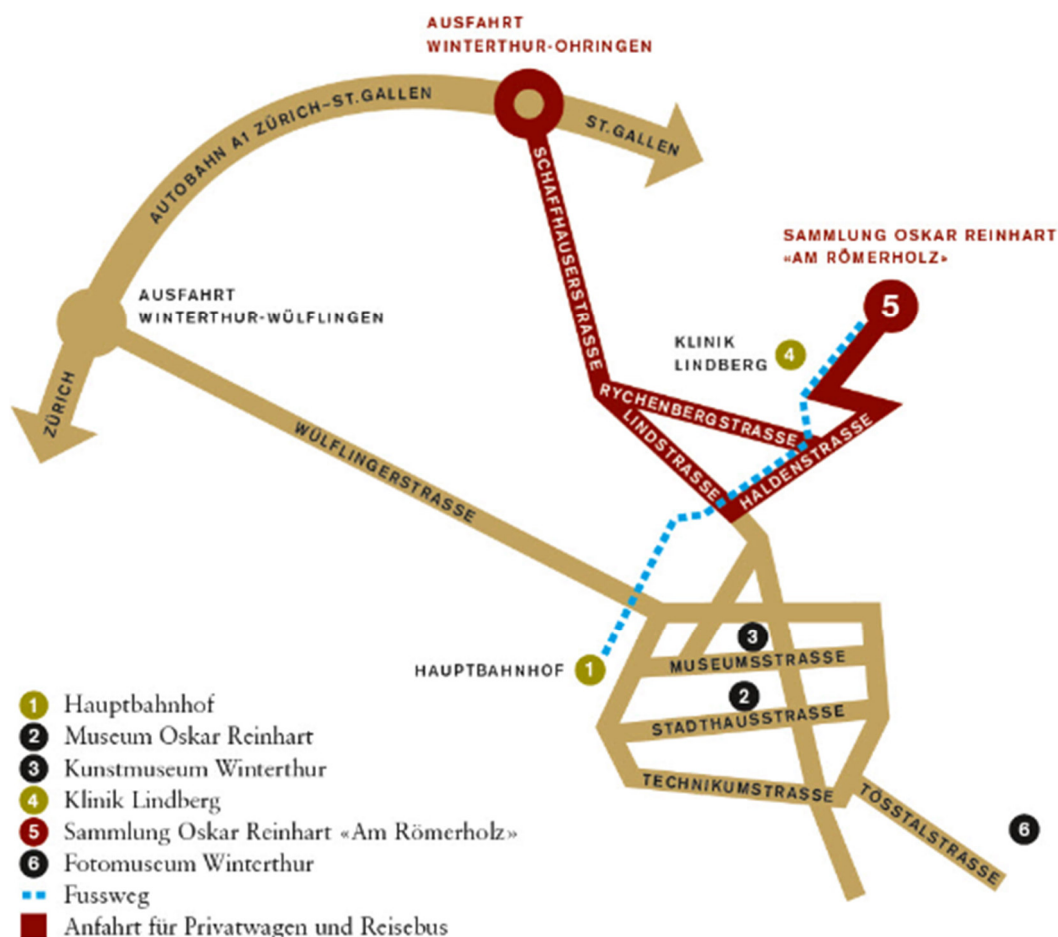 AUSFAHRT
WINTERTHUR-OHRINGEN
AUTOBAHN A1 ZÜRICH–ST.GALLEN
ST.GALLEN
SCHAFFHAUSERSTRASSE
SAMMLUNG OSKAR REINHART
«AM RÖMERHOLZ»
5
AUSFAHRT
WINTERTHUR-WÜLFLINGEN
KLINIK
LINDBERG
4
ZÜRICH
RYCHENBERGSTRASSE
LINDSTRASSE
HALDENSTRASSE
WÜLFLINGERSTRASSE
3
MUSEUMSSTRASSE
HAUPTBAHNHOF
1
2
STADTHAUSSTRASSE
TECHNIKUMSTRASSE
TÖSSTALSTRASSE
6
1 Hauptbahnhof
2 Museum Oskar Reinhart
3 Kunstmuseum Winterthur
4 Klinik Lindberg
5 Sammlung Oskar Reinhart «Am Römerholz»
6 Fotomuseum Winterthur
Fussweg
Anfahrt für Privatwagen und Reisebus